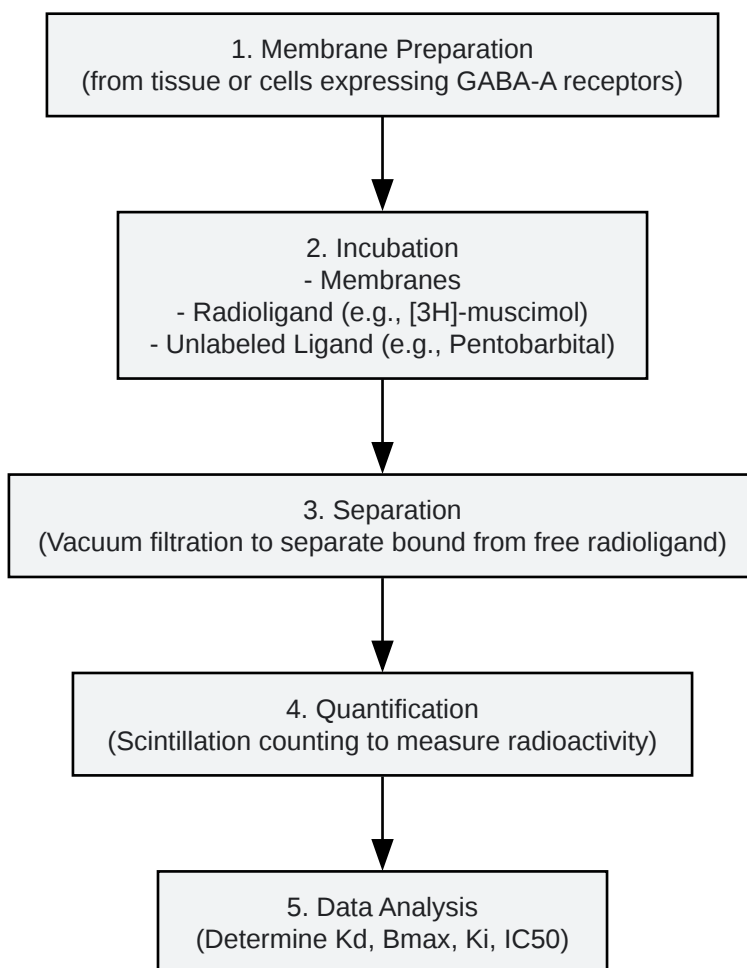 1. Membrane Preparation
(from tissue or cells expressing GABA-A receptors)
2. Incubation
- Membranes
- Radioligand (e.g., [3H]-muscimol)
- Unlabeled Ligand (e.g., Pentobarbital)
3. Separation
(Vacuum filtration to separate bound from free radioligand)
4. Quantification
(Scintillation counting to measure radioactivity)
5. Data Analysis
(Determine Kd, Bmax, Ki, IC50)